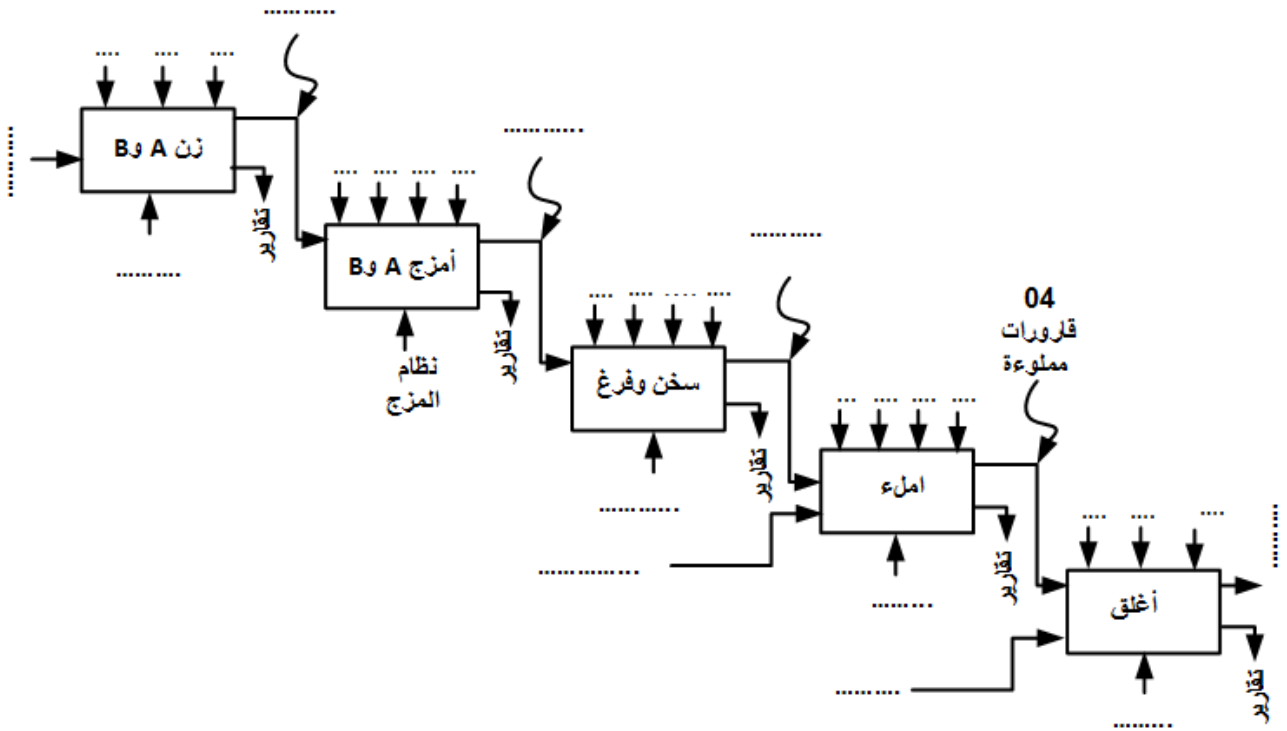 ...........
.... .... ....
زن A وB
..........
..........
تقارير
............
.... .... .... ....
أمزج A وB
تقارير
نظام
المزج
...........
.... .... .... ....
سخن وفرغ
تقارير
............
04
قارورات
مملوءة
... .... .... ....
املء
تقارير
..............
.........
.... .... ....
..........
أغلق
تقارير
..........
.........